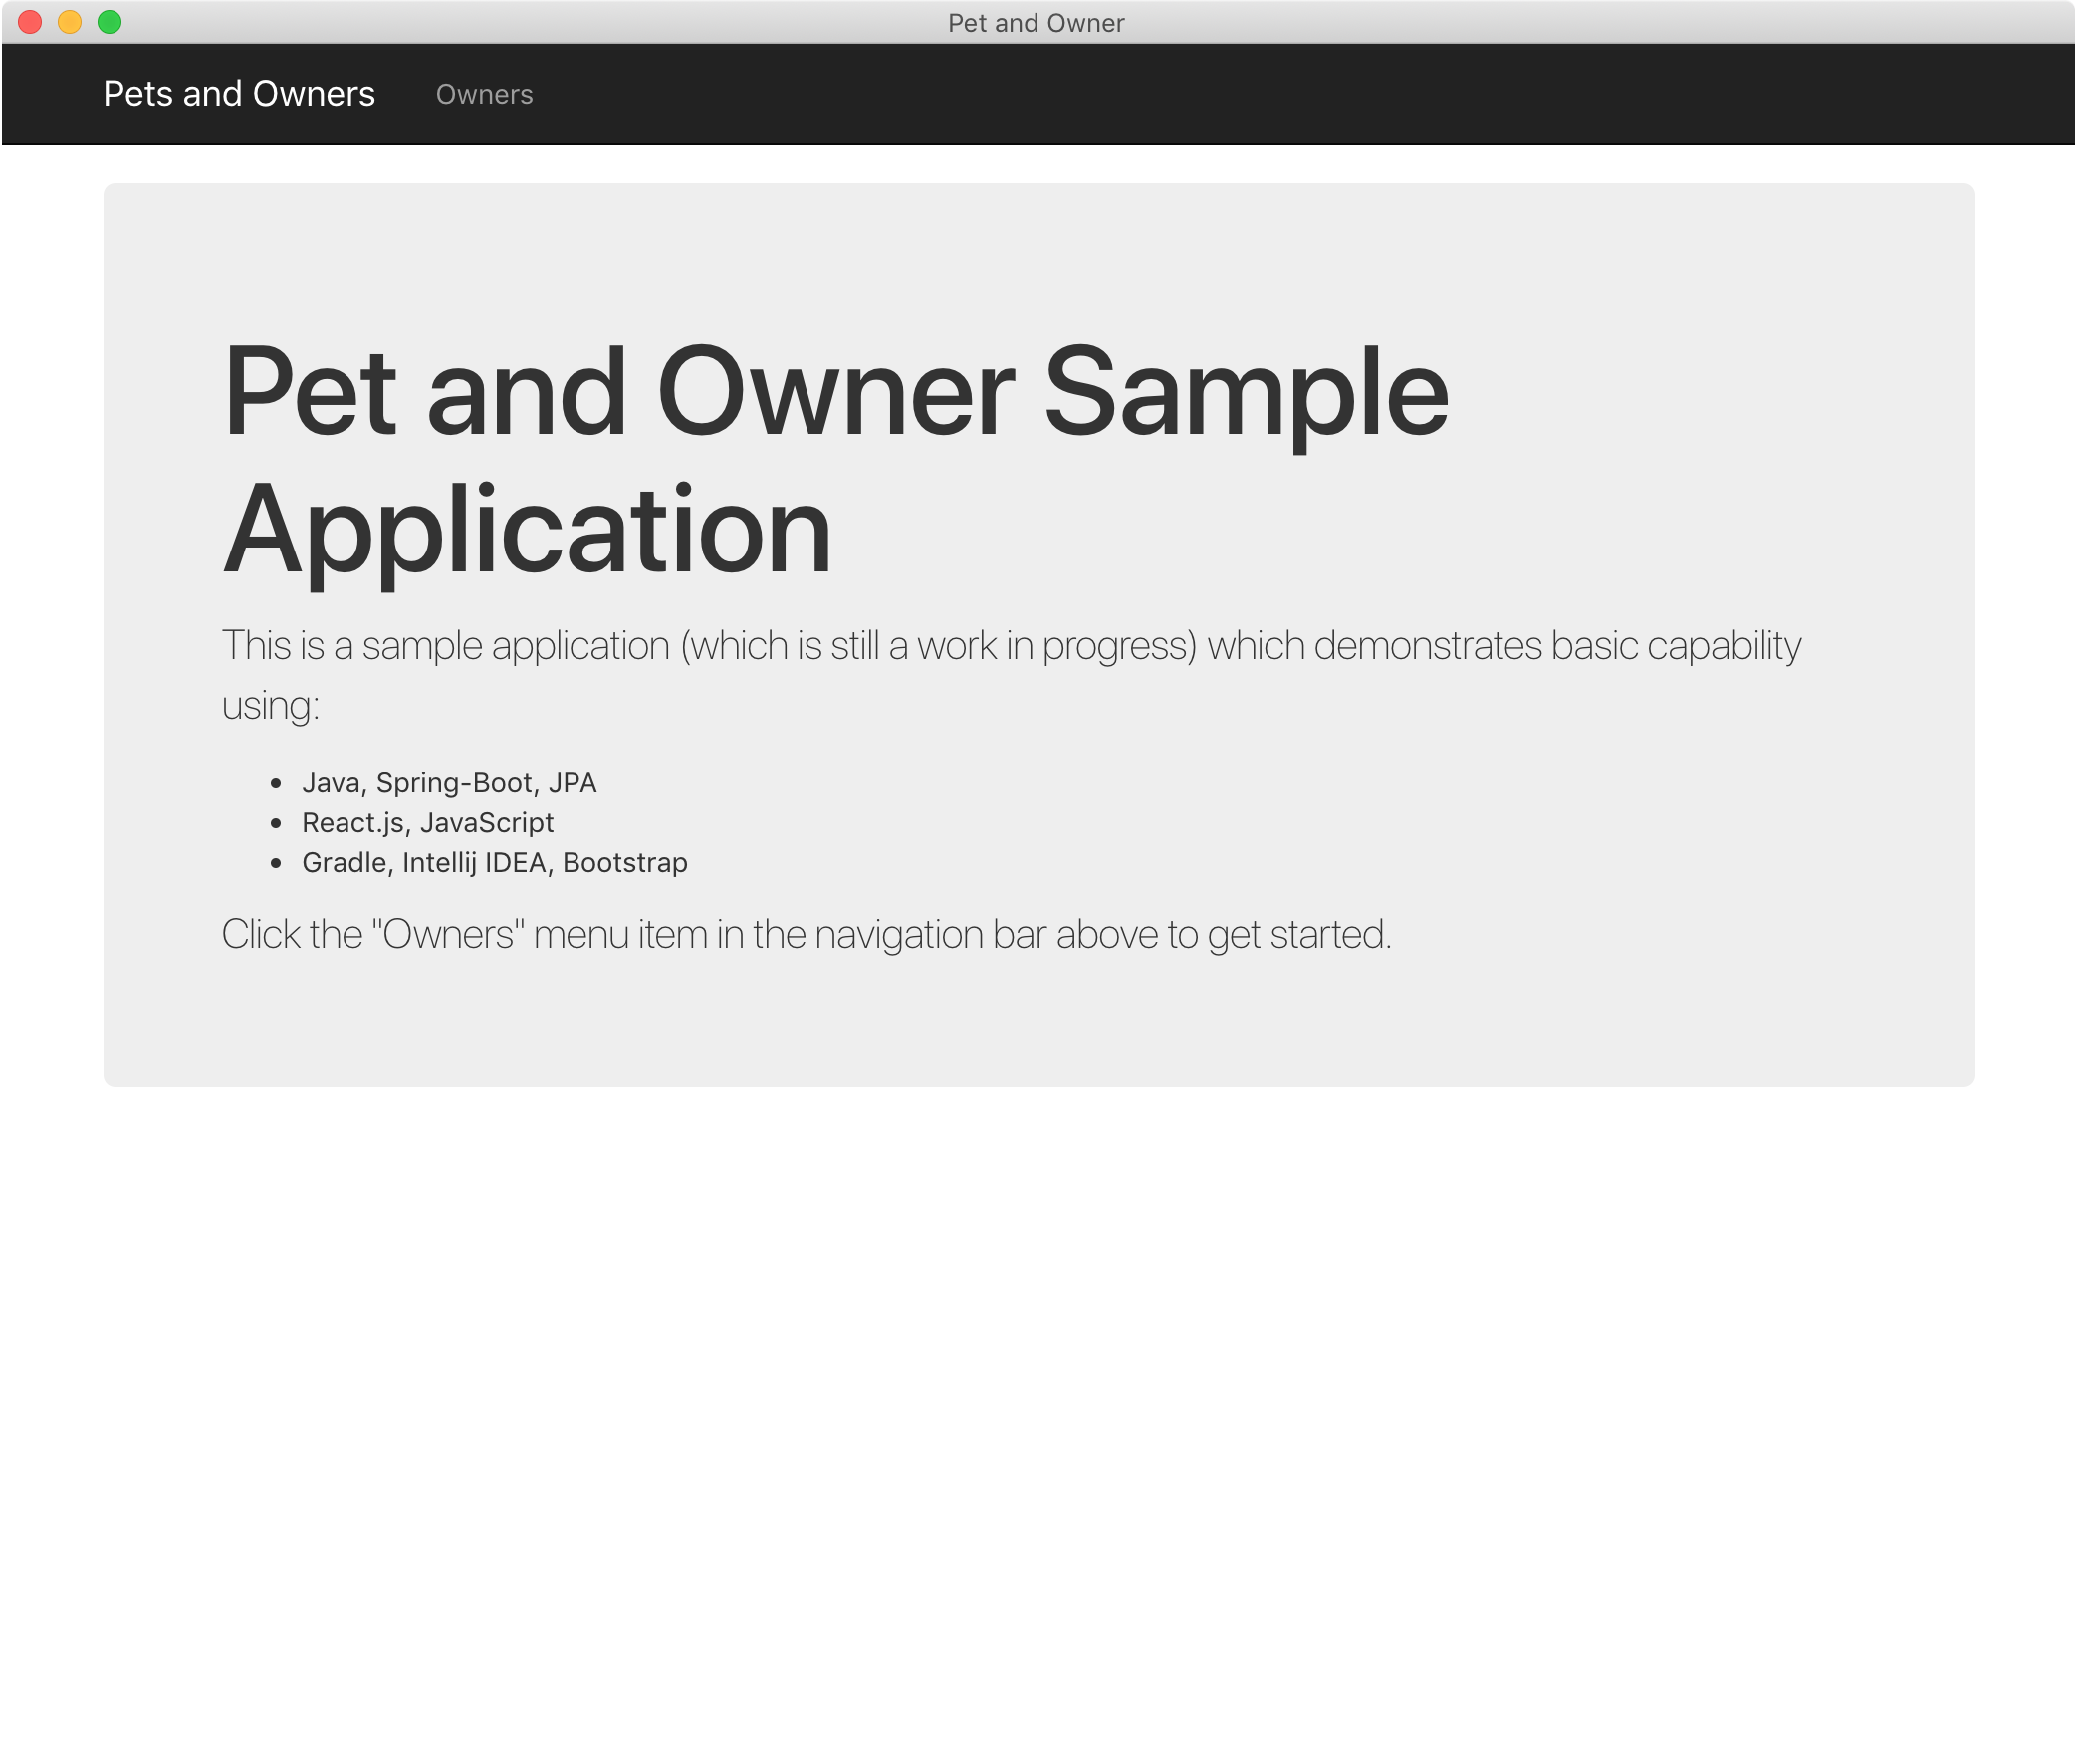 Pet and Owner
Pets and Owners Owners
Pet and Owner Sample
Application
This is a sample application (which is still a work in progress) which demonstrates basic capability
using:
• Java, Spring-Boot, JPA
• React.js, JavaScript
• Gradle, Intellij IDEA, Bootstrap
Click the "Owners" menu item in the navigation bar above to get started.